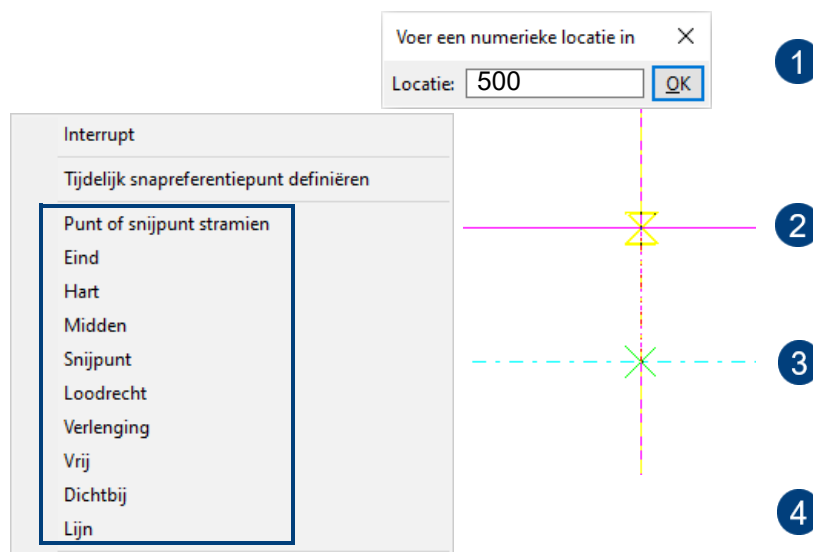 Voer een numerieke locatie in
1
Locatie: 500 OK
Interrupt
Tijdelijk snapreferentiepunt definiëren
Punt of snijpunt stramien
2
Eind
Hart
Midden
Snijpunt
3
Loodrecht
Verlenging
Vrij
Dichtbij
4
Lijn